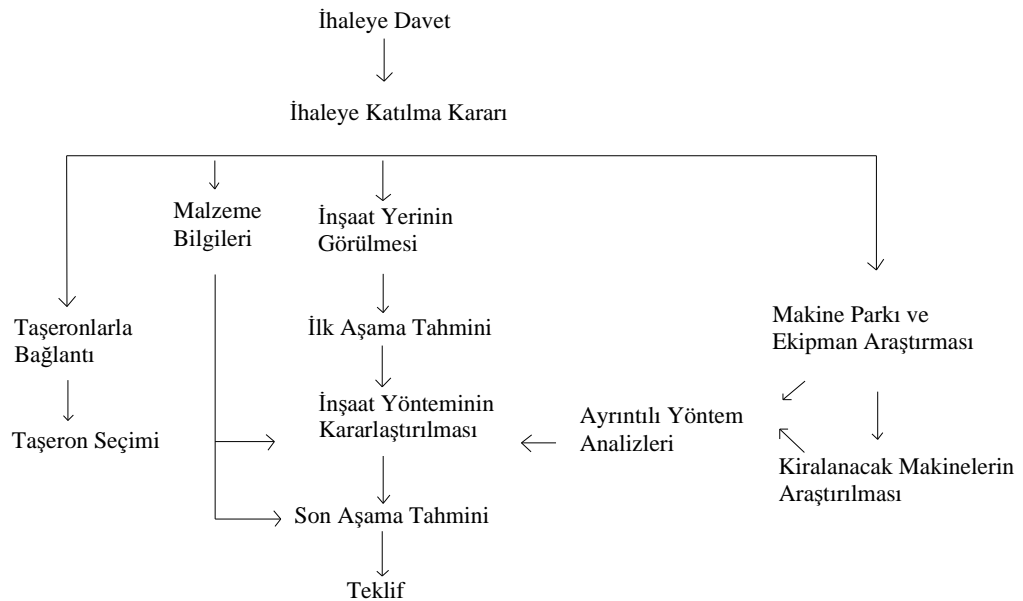 İhaleye Davet
İhaleye Katılma Kararı
Malzeme
Bilgileri
İnşaat Yerinin
Görülmesi
Taşeronlarla
Bağlantı
İlk Aşama Tahmini
Makine Parkı ve
Ekipman Araştırması
Taşeron Seçimi
İnşaat Yönteminin
Kararlaştırılması
Ayrıntılı Yöntem
Analizleri
Kiralanacak Makinelerin
Araştırılması
Son Aşama Tahmini
Teklif